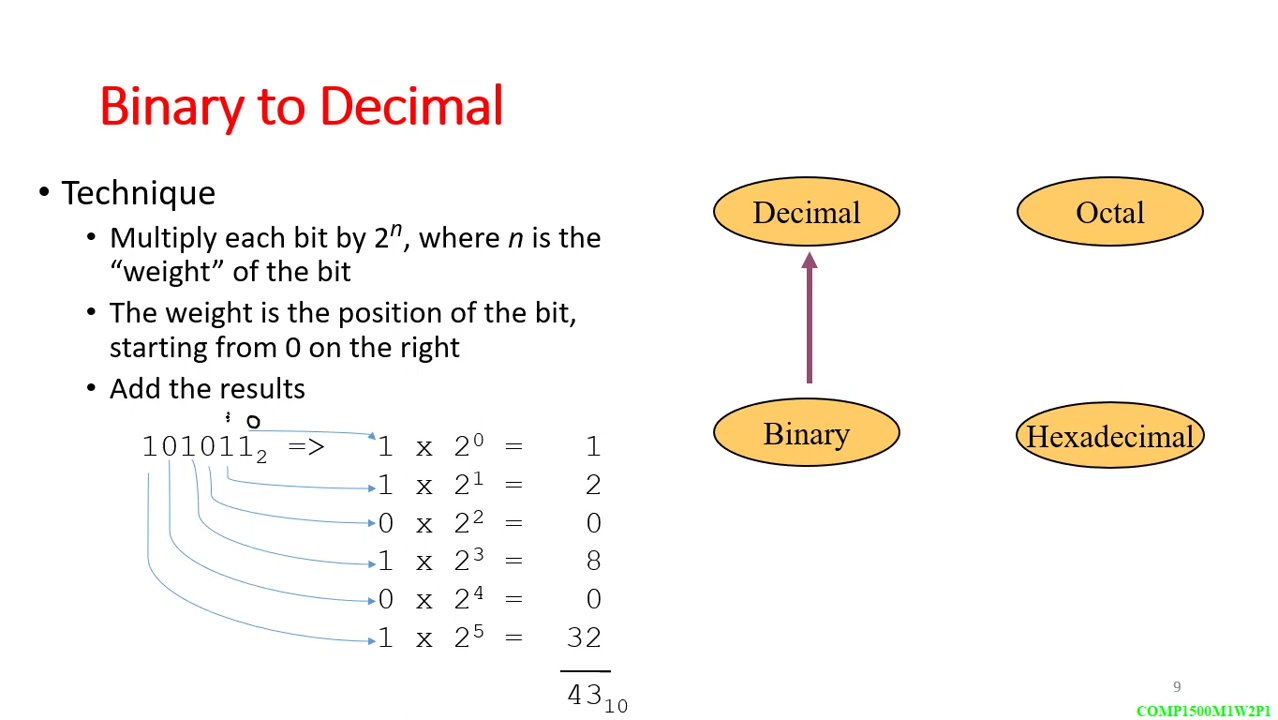 Binary to Decimal
• Technique
• Multiply each bit by 2ⁿ, where n is the
“weight” of the bit
• The weight is the position of the bit,
starting from 0 on the right
• Add the results
0
101011₂ => 1 x 2⁰ = 1
1 x 2¹ = 2
0 x 2² = 0
1 x 2³ = 8
0 x 2⁴ = 0
1 x 2⁵ = 32
43₁₀
Decimal
Octal
Binary
Hexadecimal
9
COMP1500M1W2P1